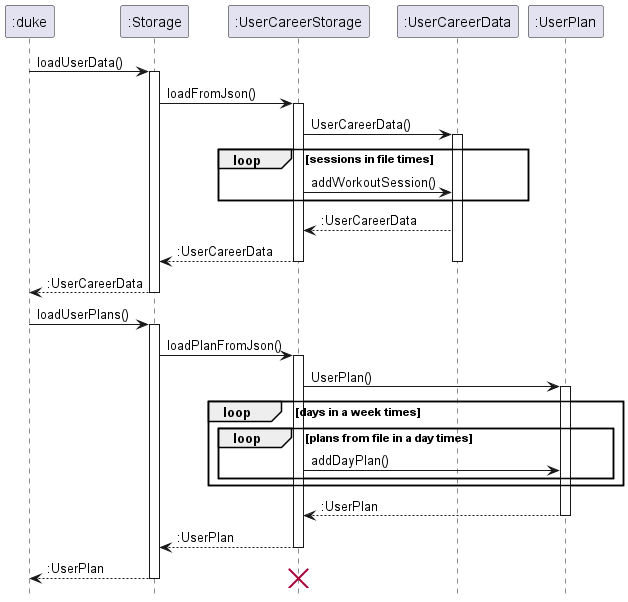 :duke
:Storage
:UserCareerStorage
:UserCareerData
:UserPlan
loadUserData()
loadFromJson()
UserCareerData()
loop
[sessions in file times]
addWorkoutSession()
:UserCareerData
:UserCareerData
:UserCareerData
loadUserPlans()
loadPlanFromJson()
UserPlan()
loop
[days in a week times]
loop
[plans from file in a day times]
addDayPlan()
:UserPlan
:UserPlan
:UserPlan